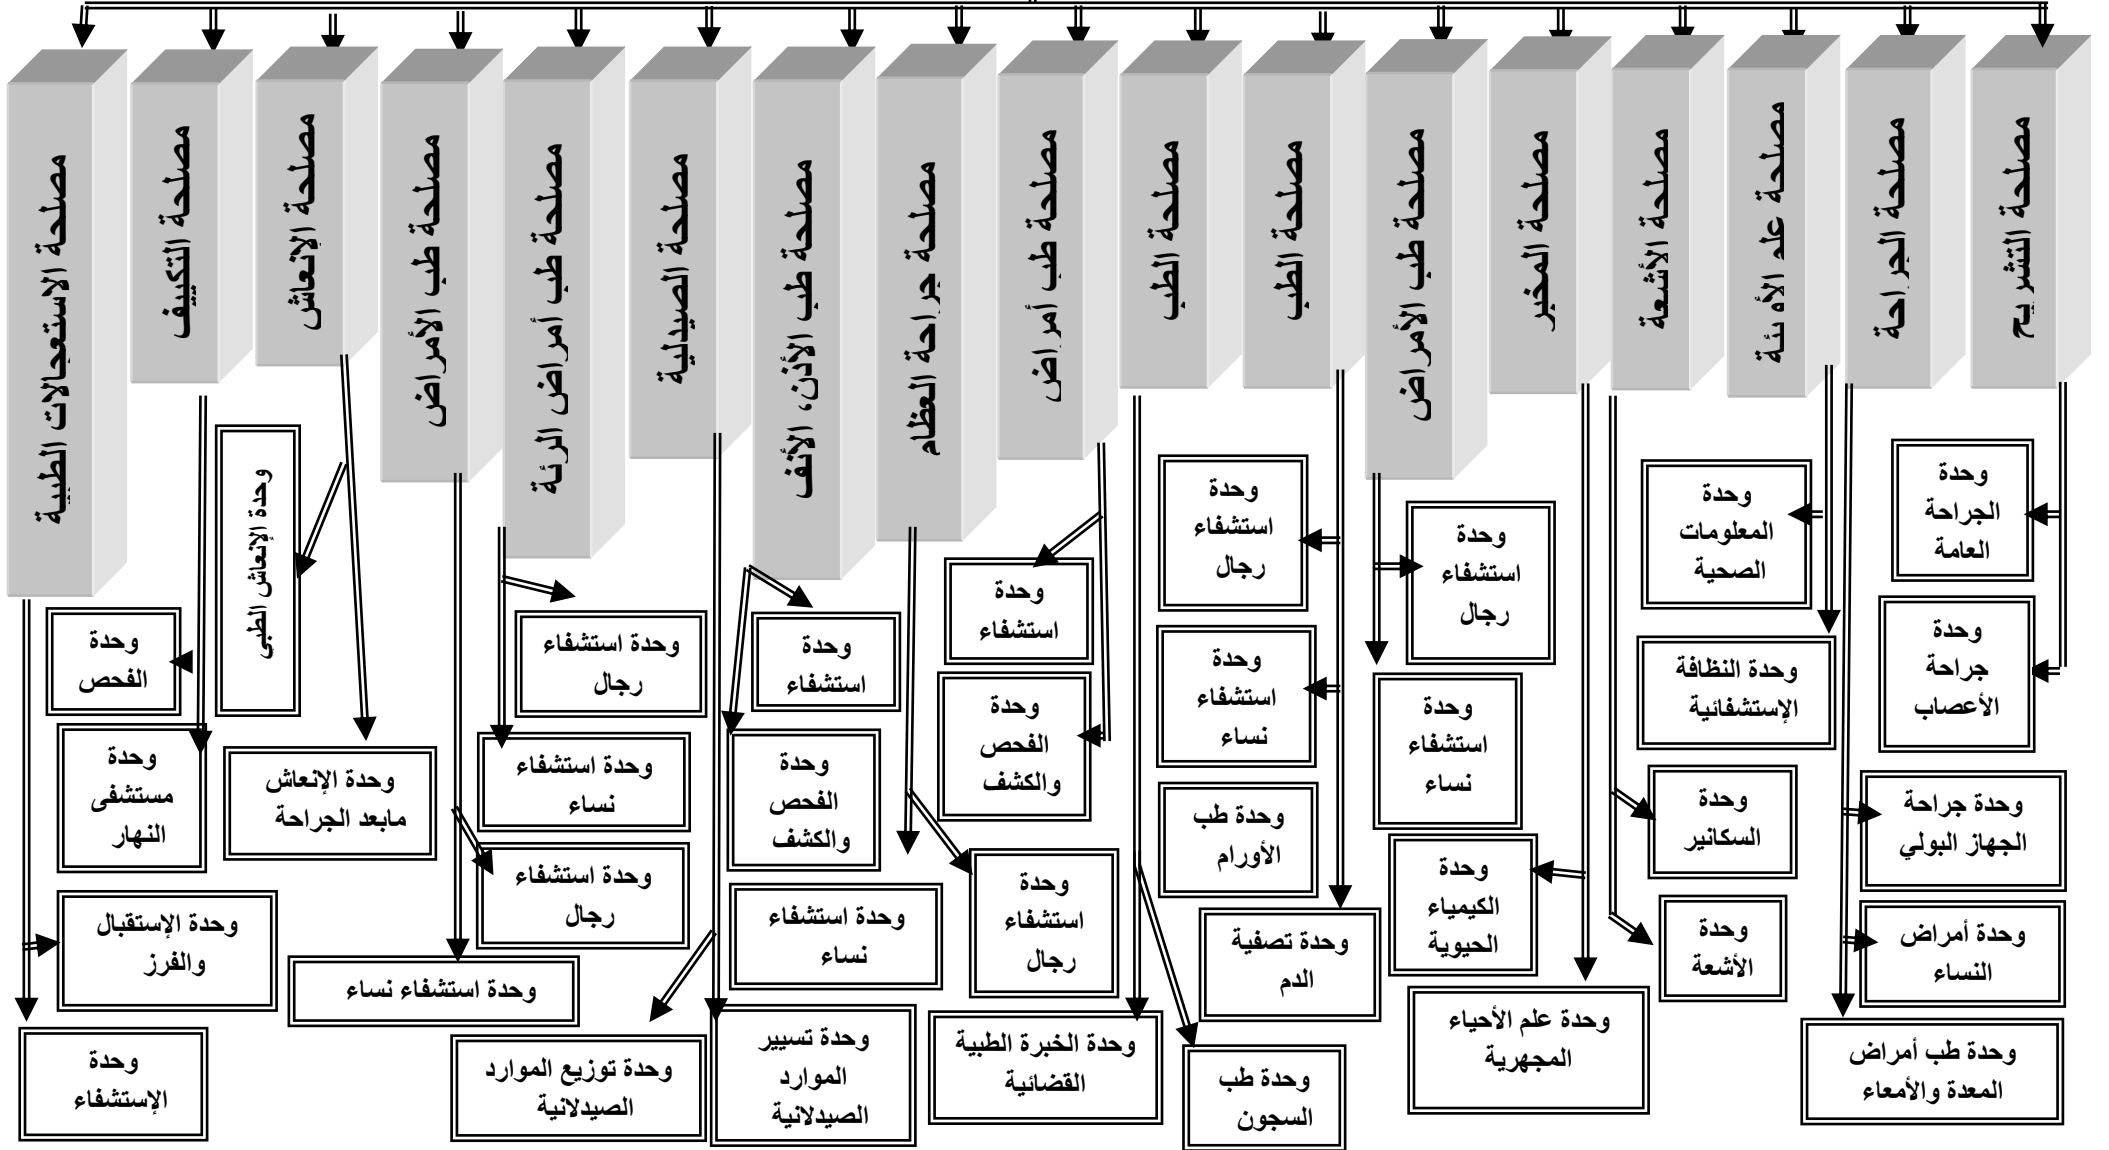 مصلحة التشريح
مصلحة الجراحة
مصلحة علم الأوبئة
مصلحة الأشعة
مصلحة المخبر
مصلحة طب الأمراض
مصلحة الطب
مصلحة الطب
مصلحة طب أمراض
مصلحة جراحة العظام
مصلحة طب الأذن، الأنف
مصلحة الصيدلية
مصلحة طب أمراض الرئة
مصلحة طب الأمراض
مصلحة الإنعاش
مصلحة التكييف
مصلحة الاستعجالات الطبية
وحدة
الجراحة
العامة
وحدة
جراحة
الأعصاب
وحدة جراحة
الجهاز البولي
وحدة أمراض
النساء
وحدة طب أمراض
المعدة والأمعاء
وحدة
المعلومات
الصحية
وحدة النظافة
الإستشفائية
وحدة
السكانير
وحدة
الأشعة
وحدة
الكيمياء
الحيوية
وحدة علم الأحياء
المجهرية
وحدة
استشفاء
رجال
وحدة
استشفاء
نساء
وحدة
استشفاء
رجال
وحدة
استشفاء
نساء
وحدة طب
الأورام
وحدة تصفية
الدم
وحدة الخبرة الطبية
القضائية
وحدة طب
السجون
وحدة
استشفاء
وحدة
الفحص
والكشف
وحدة
استشفاء
رجال
وحدة استشفاء
نساء
وحدة
استشفاء
وحدة
الفحص
والكشف
وحدة تسيير
الموارد
الصيدلانية
وحدة توزيع الموارد
الصيدلانية
وحدة استشفاء
رجال
وحدة استشفاء
نساء
وحدة استشفاء
رجال
وحدة استشفاء نساء
وحدة الإنعاش الطبي
وحدة الإنعاش
مابعد الجراحة
وحدة
الفحص
وحدة
مستشفى
النهار
وحدة الإستقبال
والفرز
وحدة
الإستشفاء